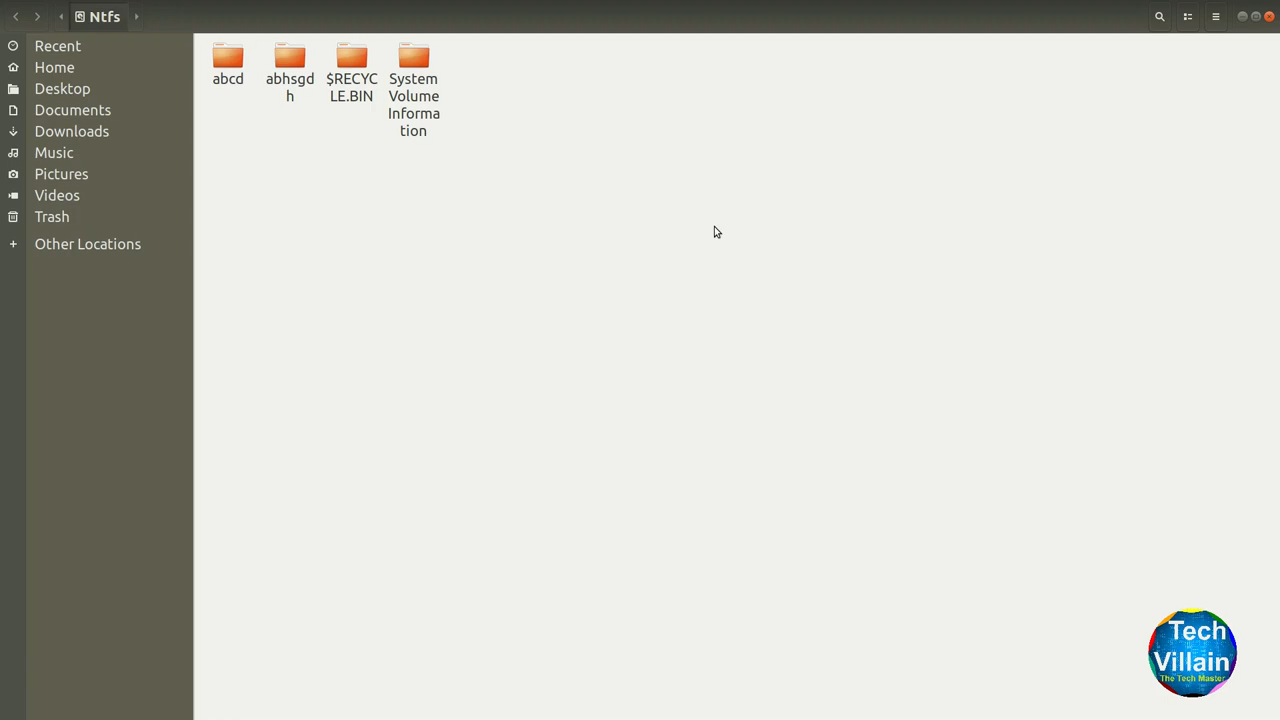 Ntfs
Recent
Home
Desktop
Documents
Downloads
Music
Pictures
Videos
Trash
Other Locations
abcd
abhsgd
h
$RECYC
LE.BIN
System
Volume
Informa
tion
Tech
Villain
The Tech Master